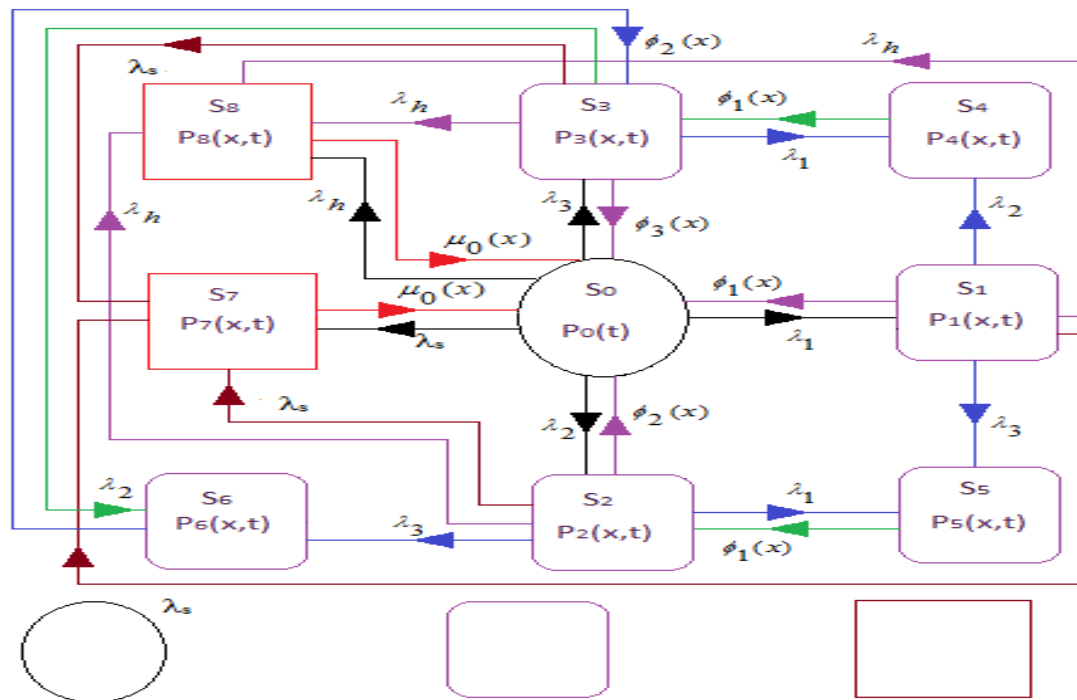 ϕ₂(x)
λₕ
λₛ
S₈
P₈(x,t)
λₕ
S₃
P₃(x,t)
ϕ₁(x)
λ₁
S₄
P₄(x,t)
λₕ
λₕ
λ₃
ϕ₃(x)
λ₂
μ₀(x)
S₇
P₇(x,t)
μ₀(x)
λₛ
S₀
P₀(t)
ϕ₁(x)
λ₁
S₁
P₁(x,t)
λₛ
λ₂
ϕ₂(x)
λ₃
λ₂
S₆
P₆(x,t)
λ₃
S₂
P₂(x,t)
λ₁
ϕ₁(x)
S₅
P₅(x,t)
λₛ